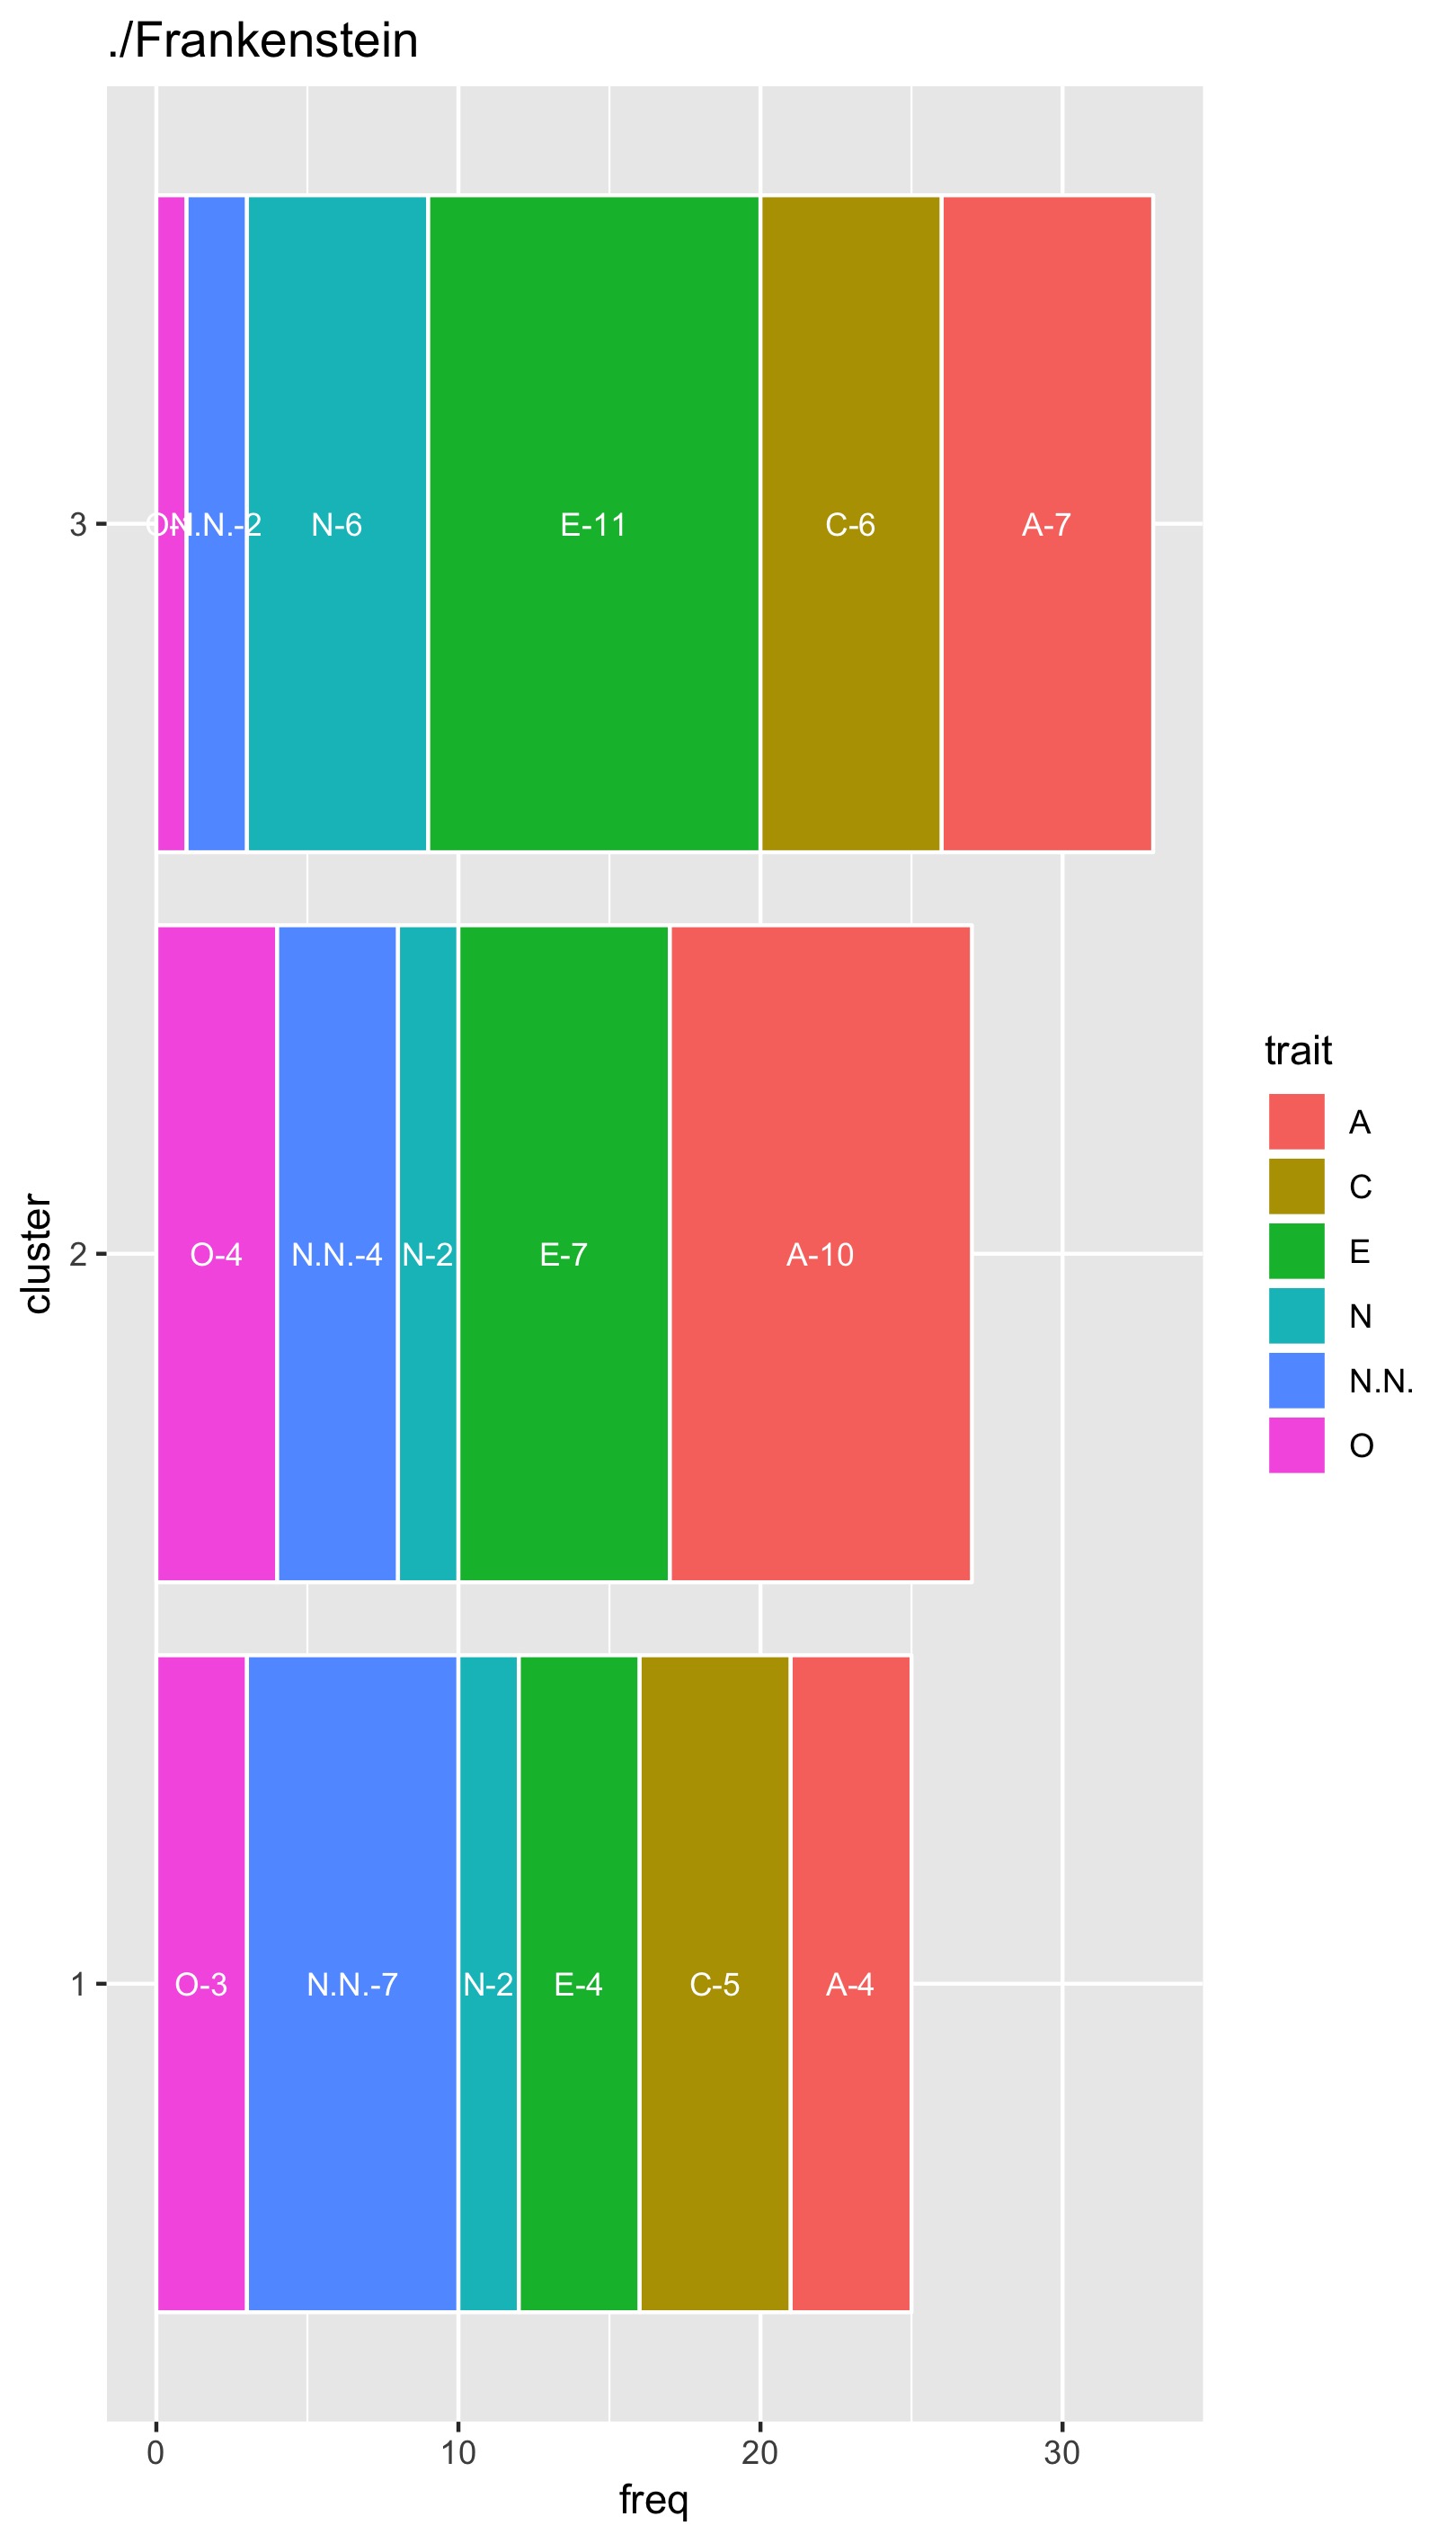 ./Frankenstein
3
N.N.-2
N-6
E-11
C-6
A-7
cluster
2
O-4
N.N.-4
N-2
E-7
A-10
trait
A
C
E
N
N.N.
O
1
O-3
N.N.-7
N-2
E-4
C-5
A-4
0 10 20 30
freq